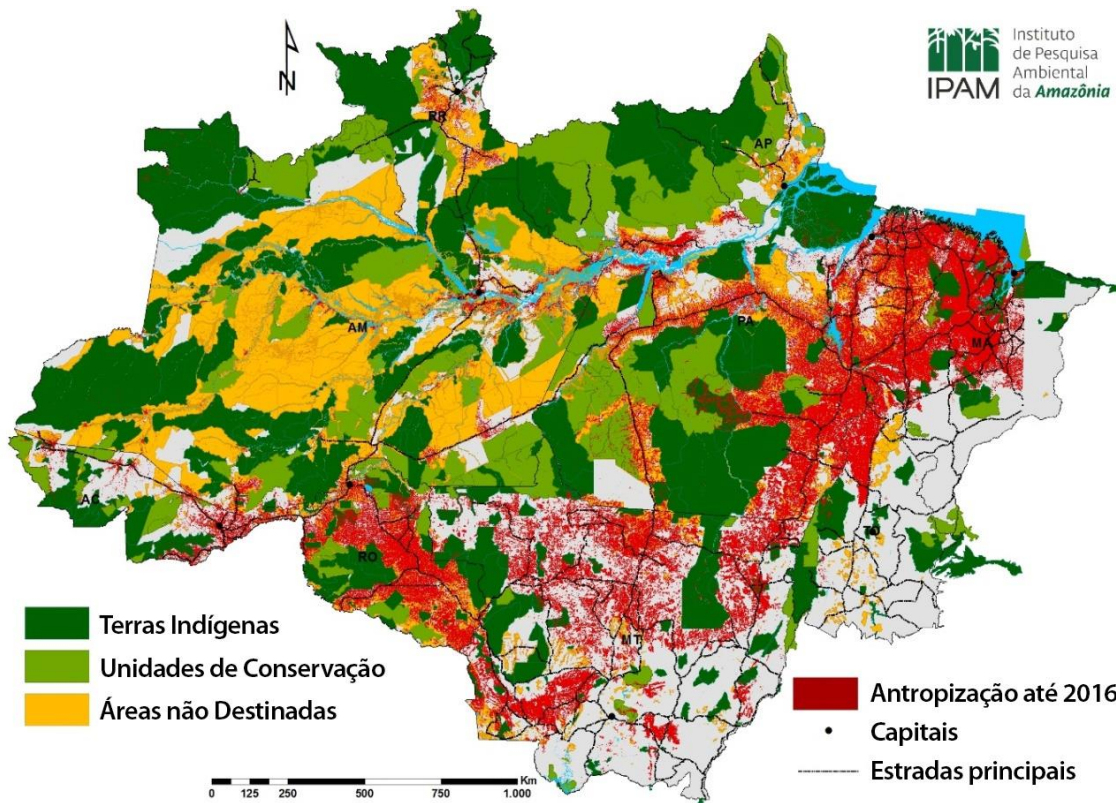 Instituto
de Pesquisa
Ambiental
da Amazônia
IPAM
N
RR
AP
AM
PA
MA
AC
RO
TO
MT
Terras Indígenas
Unidades de Conservação
Áreas não Destinadas
Antropização até 2016
Capitais
Estradas principais
Km
0 125 250 500 750 1.000